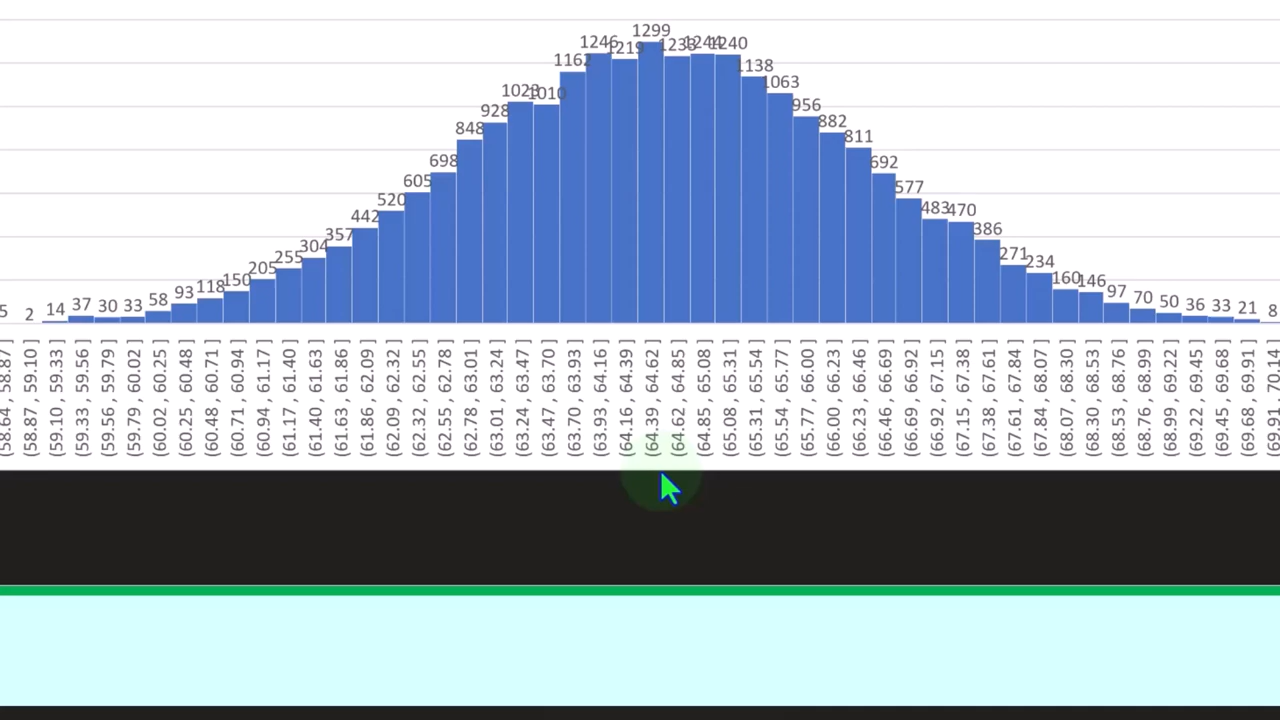 5 2 14 37 30 33 58 93 118 150 205 255 304 357 442 520 605 698 848 928 1023 1010 1162 1246 1219 1299 1233 1244 1240 1138 1063 956 882 811 692 577 483 470 386 271 234 160 146 97 70 50 36 33 21 8
(58.64 , 58.87]
(58.87 , 59.10]
(59.10 , 59.33]
(59.33 , 59.56]
(59.56 , 59.79]
(59.79 , 60.02]
(60.02 , 60.25]
(60.25 , 60.48]
(60.48 , 60.71]
(60.71 , 60.94]
(60.94 , 61.17]
(61.17 , 61.40]
(61.40 , 61.63]
(61.63 , 61.86]
(61.86 , 62.09]
(62.09 , 62.32]
(62.32 , 62.55]
(62.55 , 62.78]
(62.78 , 63.01]
(63.01 , 63.24]
(63.24 , 63.47]
(63.47 , 63.70]
(63.70 , 63.93]
(63.93 , 64.16]
(64.16 , 64.39]
(64.39 , 64.62]
(64.62 , 64.85]
(64.85 , 65.08]
(65.08 , 65.31]
(65.31 , 65.54]
(65.54 , 65.77]
(65.77 , 66.00]
(66.00 , 66.23]
(66.23 , 66.46]
(66.46 , 66.69]
(66.69 , 66.92]
(66.92 , 67.15]
(67.15 , 67.38]
(67.38 , 67.61]
(67.61 , 67.84]
(67.84 , 68.07]
(68.07 , 68.30]
(68.30 , 68.53]
(68.53 , 68.76]
(68.76 , 68.99]
(68.99 , 69.22]
(69.22 , 69.45]
(69.45 , 69.68]
(69.68 , 69.91]
(69.91 , 70.14]